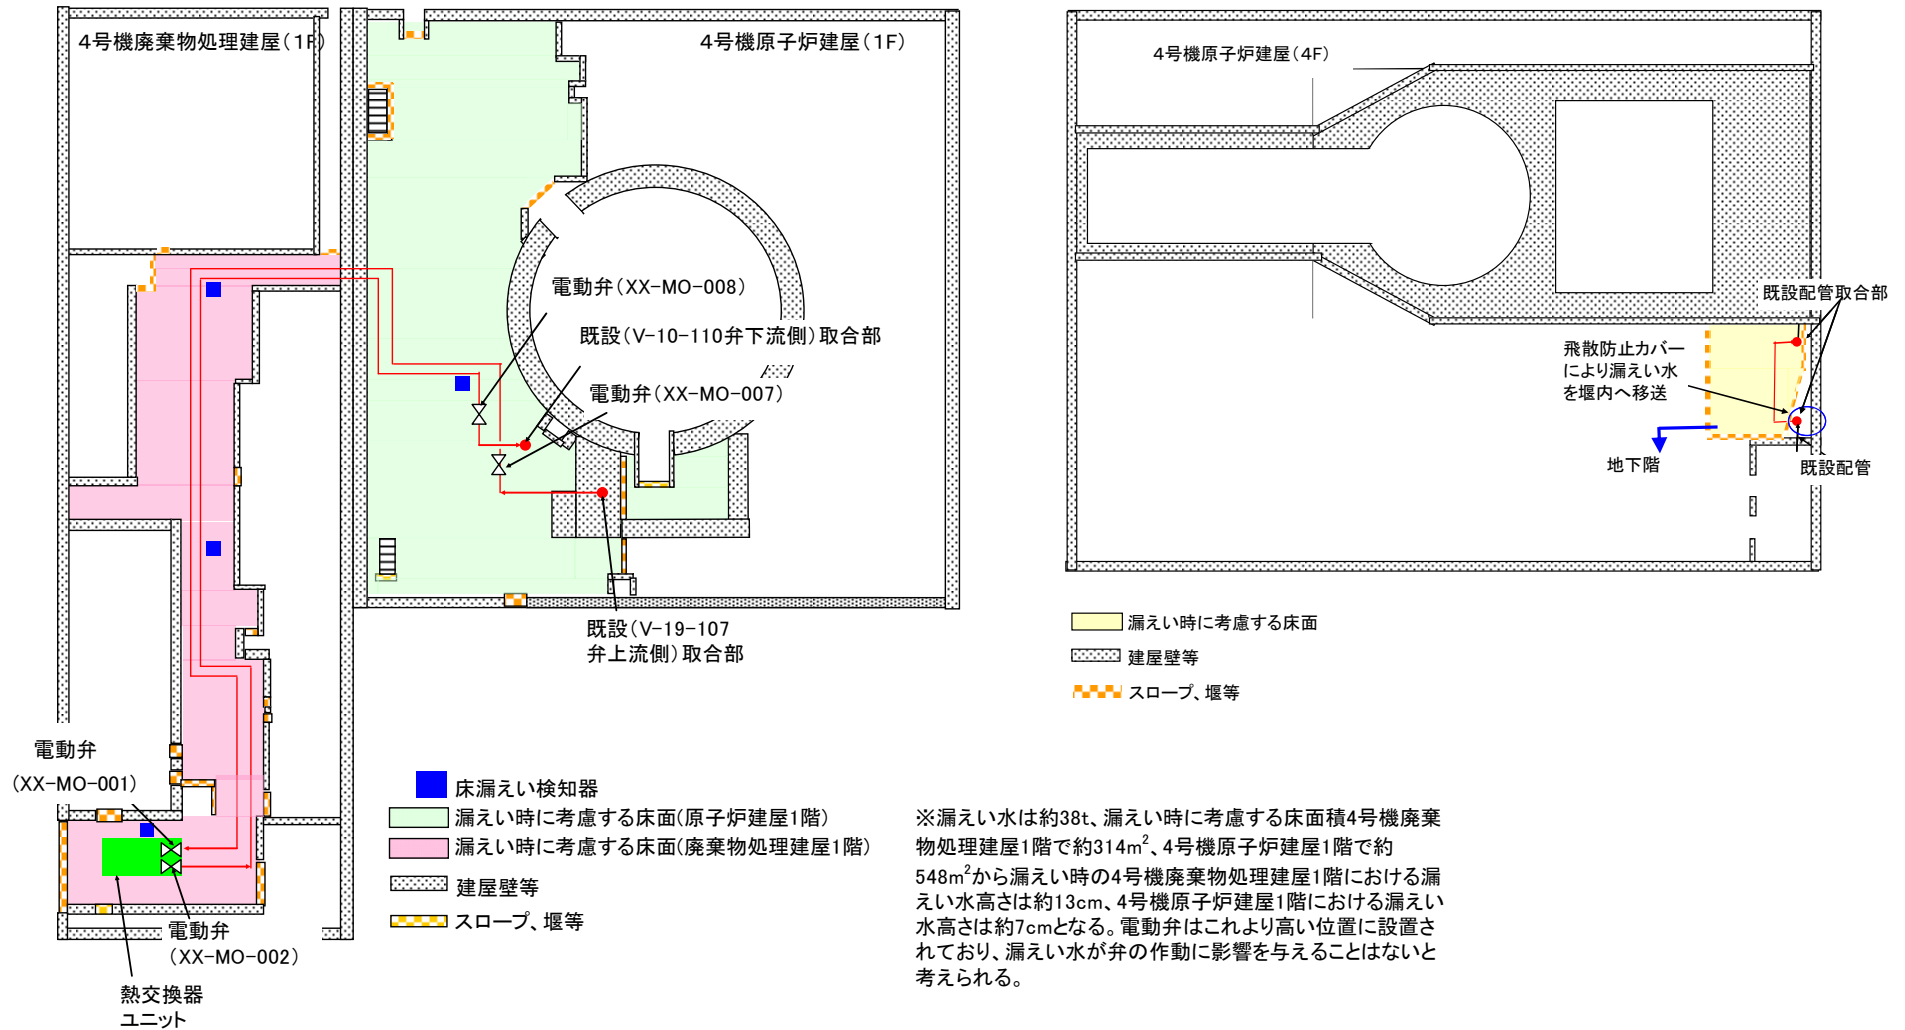 4号機廃棄物処理建屋(1F)
4号機原子炉建屋(1F)
電動弁(XX-MO-008)
既設(V-10-110弁下流側)取合部
電動弁(XX-MO-007)
既設(V-19-107
弁上流側)取合部
電動弁
(XX-MO-001)
電動弁
(XX-MO-002)
熱交換器
ユニット
床漏えい検知器
漏えい時に考慮する床面(原子炉建屋1階)
漏えい時に考慮する床面(廃棄物処理建屋1階)
建屋壁等
スロープ、堰等
4号機原子炉建屋(4F)
既設配管取合部
飛散防止カバー
により漏えい水
を堰内へ移送
地下階
既設配管
漏えい時に考慮する床面
建屋壁等
スロープ、堰等
※漏えい水は約38t、漏えい時に考慮する床面積4号機廃棄
物処理建屋1階で約314m²、4号機原子炉建屋1階で約
548m²から漏えい時の4号機廃棄物処理建屋1階における漏
えい水高さは約13cm、4号機原子炉建屋1階における漏えい
水高さは約7cmとなる。電動弁はこれより高い位置に設置さ
れており、漏えい水が弁の作動に影響を与えることはないと
考えられる。